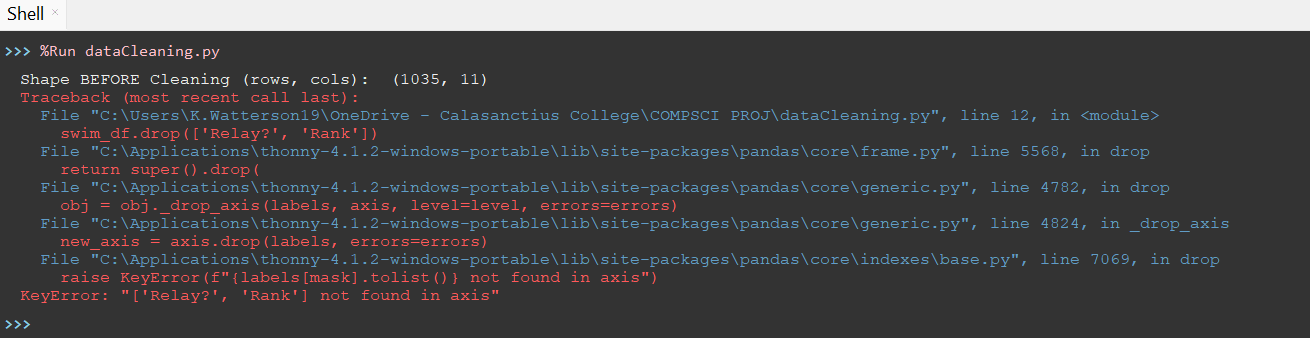 Shell ×
>>> %Run dataCleaning.py
Shape BEFORE Cleaning (rows, cols):  (1035, 11)
Traceback (most recent call last):
  File "C:\Users\K.Watterson19\OneDrive - Calasanctius College\COMPSCI PROJ\dataCleaning.py", line 12, in <module>
    swim_df.drop(['Relay?', 'Rank'])
  File "C:\Applications\thonny-4.1.2-windows-portable\lib\site-packages\pandas\core\frame.py", line 5568, in drop
    return super().drop(
  File "C:\Applications\thonny-4.1.2-windows-portable\lib\site-packages\pandas\core\generic.py", line 4782, in drop
    obj = obj._drop_axis(labels, axis, level=level, errors=errors)
  File "C:\Applications\thonny-4.1.2-windows-portable\lib\site-packages\pandas\core\generic.py", line 4824, in _drop_axis
    new_axis = axis.drop(labels, errors=errors)
  File "C:\Applications\thonny-4.1.2-windows-portable\lib\site-packages\pandas\core\indexes\base.py", line 7069, in drop
    raise KeyError(f"{labels[mask].tolist()} not found in axis")
KeyError: "['Relay?', 'Rank'] not found in axis"
>>>